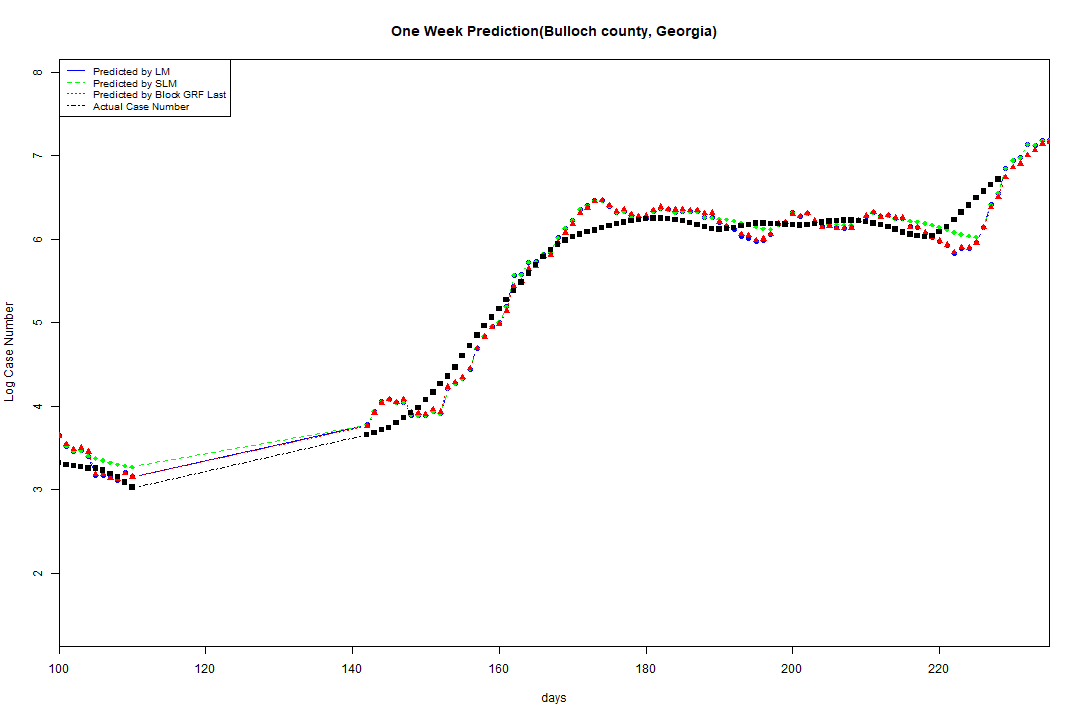 One Week Prediction(Bulloch county, Georgia)
Predicted by LM
Predicted by SLM
Predicted by Block GRF Last
Actual Case Number
8
7
6
5
4
3
2
Log Case Number
100 120 140 160 180 200 220
days